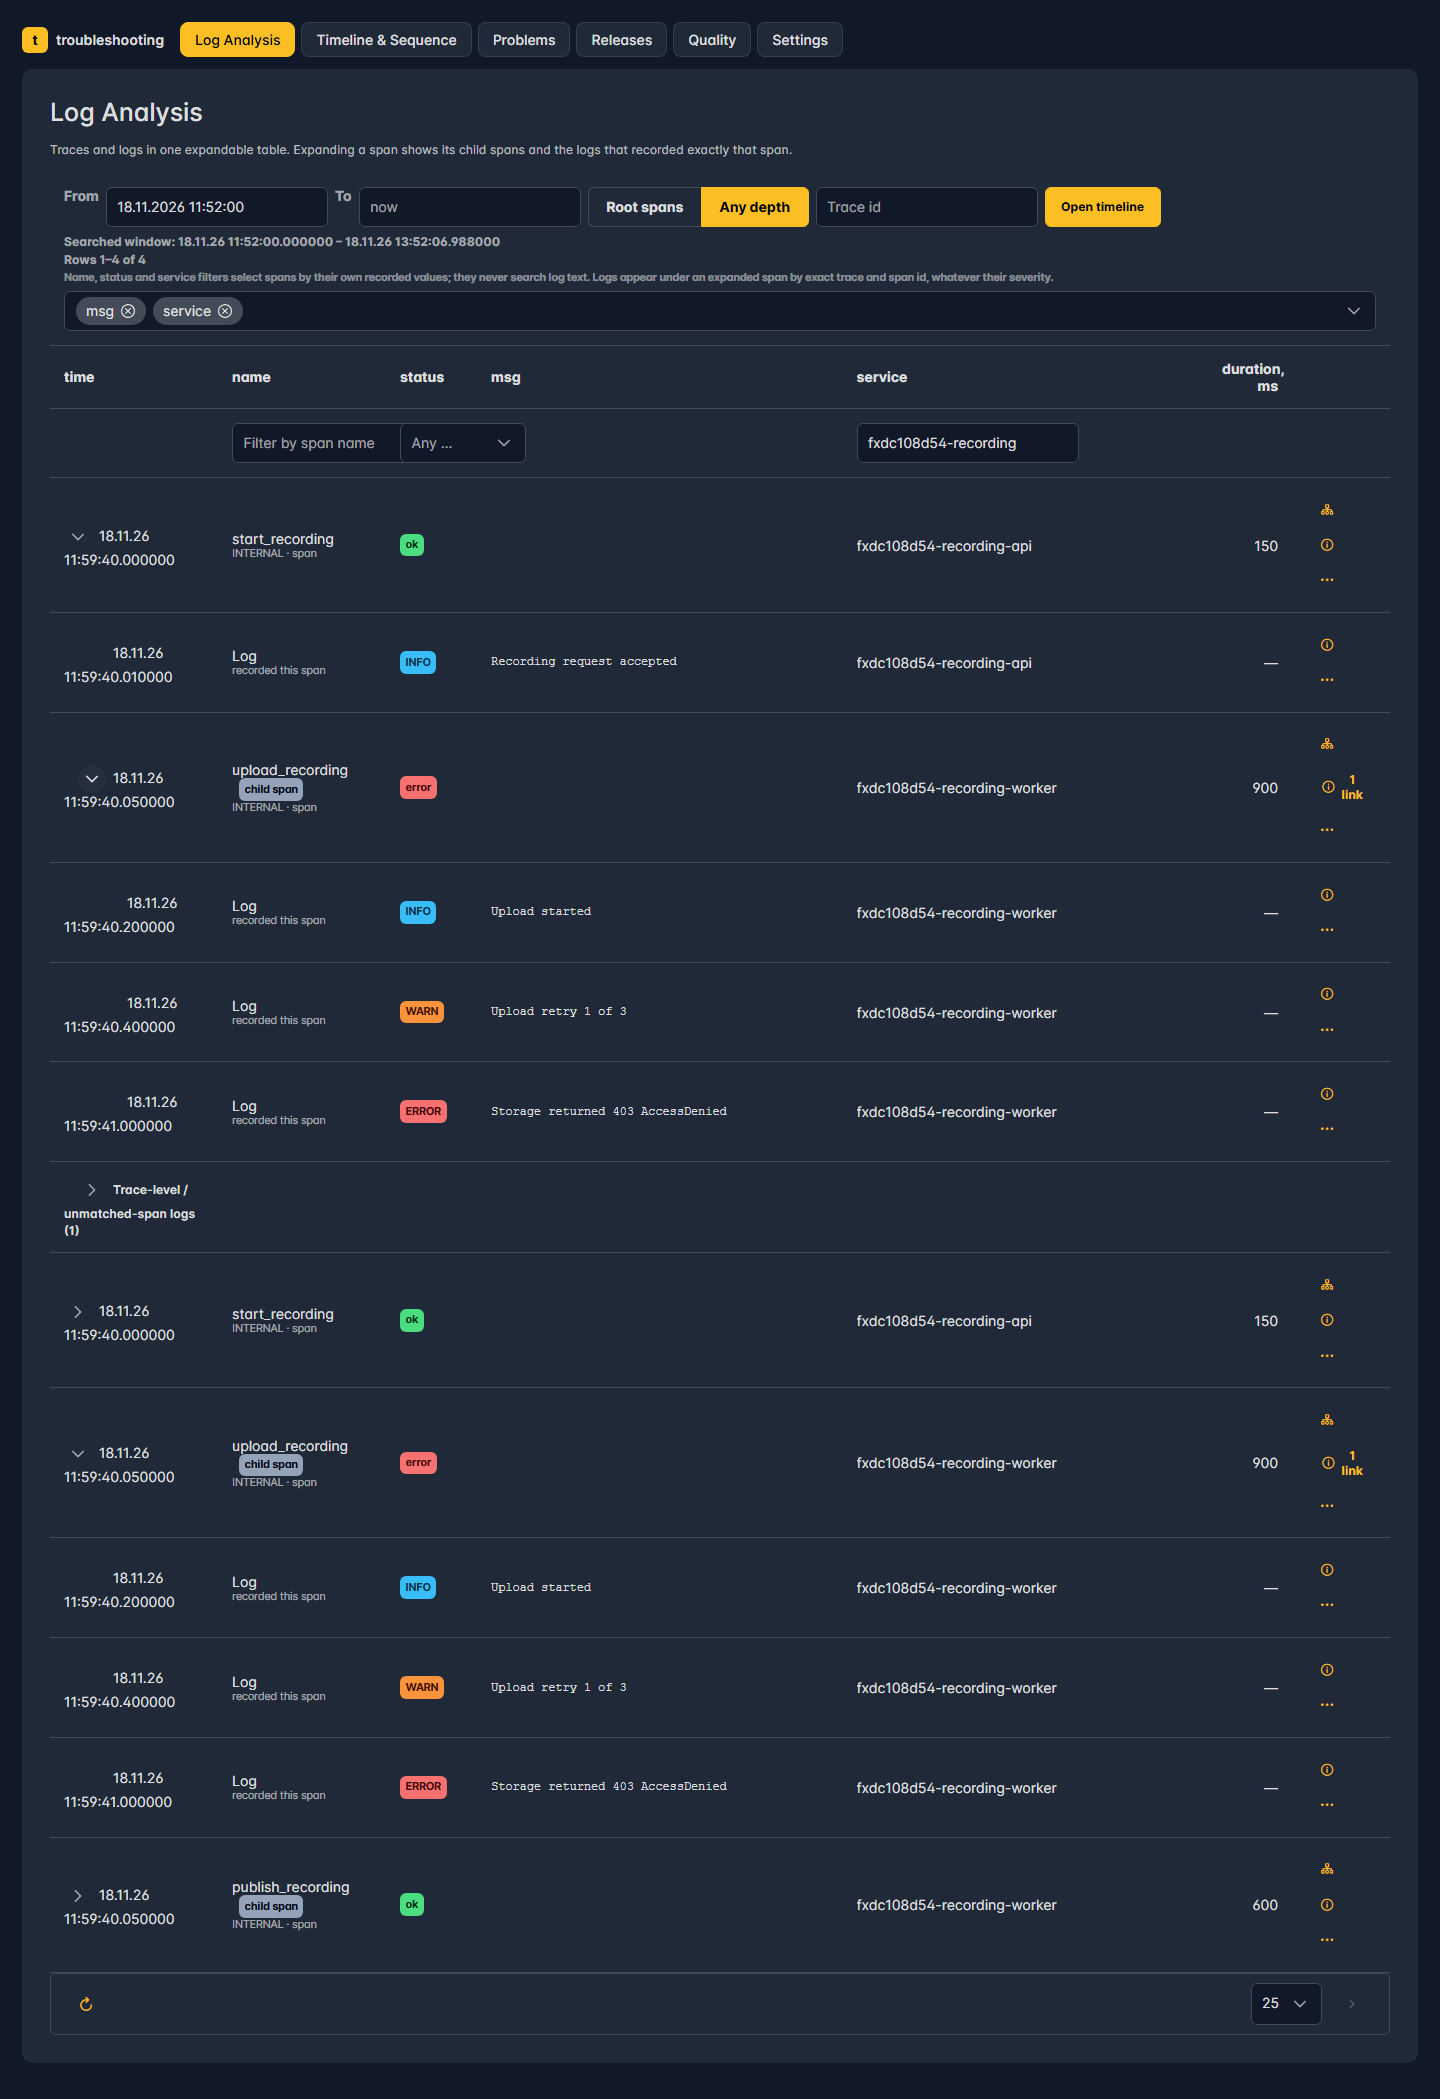 t troubleshooting Log Analysis Timeline & Sequence Problems Releases Quality Settings
Log Analysis
Traces and logs in one expandable table. Expanding a span shows its child spans and the logs that recorded exactly that span.
From 18.11.2026 11:52:00 To now Root spans Any depth Trace id Open timeline
Searched window: 18.11.26 11:52:00.000000 – 18.11.26 13:52:06.988000
Rows 1–4 of 4
Name, status and service filters select spans by their own recorded values; they never search log text. Logs appear under an expanded span by exact trace and span id, whatever their severity.
msg service
time name status msg service duration, ms
Filter by span name Any ... fxdc108d54-recording
18.11.26
11:59:40.000000
start_recording
INTERNAL · span
ok
fxdc108d54-recording-api
150
18.11.26
11:59:40.010000
Log
recorded this span
INFO
Recording request accepted
fxdc108d54-recording-api
—
18.11.26
11:59:40.050000
upload_recording
child span
INTERNAL · span
error
fxdc108d54-recording-worker
900
1
link
18.11.26
11:59:40.200000
Log
recorded this span
INFO
Upload started
fxdc108d54-recording-worker
—
18.11.26
11:59:40.400000
Log
recorded this span
WARN
Upload retry 1 of 3
fxdc108d54-recording-worker
—
18.11.26
11:59:41.000000
Log
recorded this span
ERROR
Storage returned 403 AccessDenied
fxdc108d54-recording-worker
—
Trace-level /
unmatched-span logs
(1)
18.11.26
11:59:40.000000
start_recording
INTERNAL · span
ok
fxdc108d54-recording-api
150
18.11.26
11:59:40.050000
upload_recording
child span
INTERNAL · span
error
fxdc108d54-recording-worker
900
1
link
18.11.26
11:59:40.200000
Log
recorded this span
INFO
Upload started
fxdc108d54-recording-worker
—
18.11.26
11:59:40.400000
Log
recorded this span
WARN
Upload retry 1 of 3
fxdc108d54-recording-worker
—
18.11.26
11:59:41.000000
Log
recorded this span
ERROR
Storage returned 403 AccessDenied
fxdc108d54-recording-worker
—
18.11.26
11:59:40.050000
publish_recording
child span
INTERNAL · span
ok
fxdc108d54-recording-worker
600
25